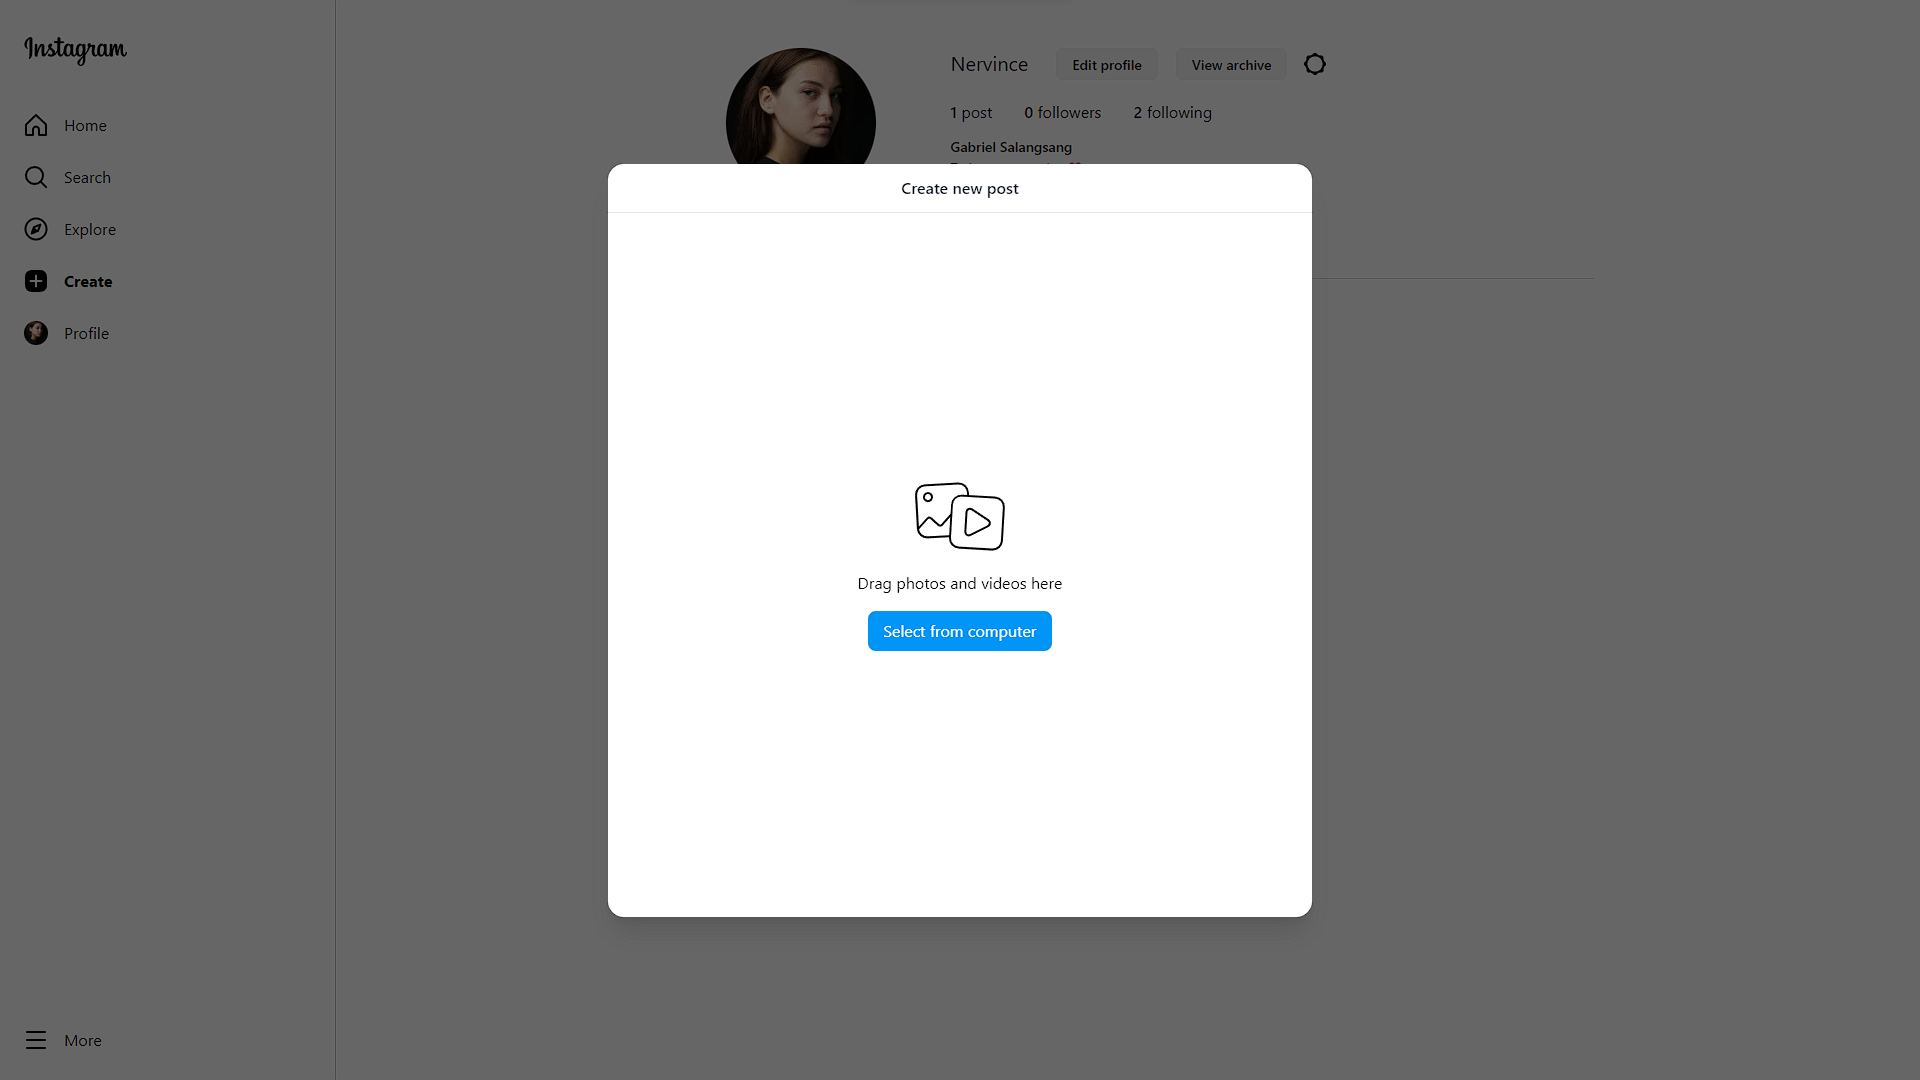 Instagram
Home
Search
Explore
Create
Profile
More
Nervince
Edit profile
View archive
1 post
0 followers
2 following
Gabriel Salangsang
Create new post
Drag photos and videos here
Select from computer